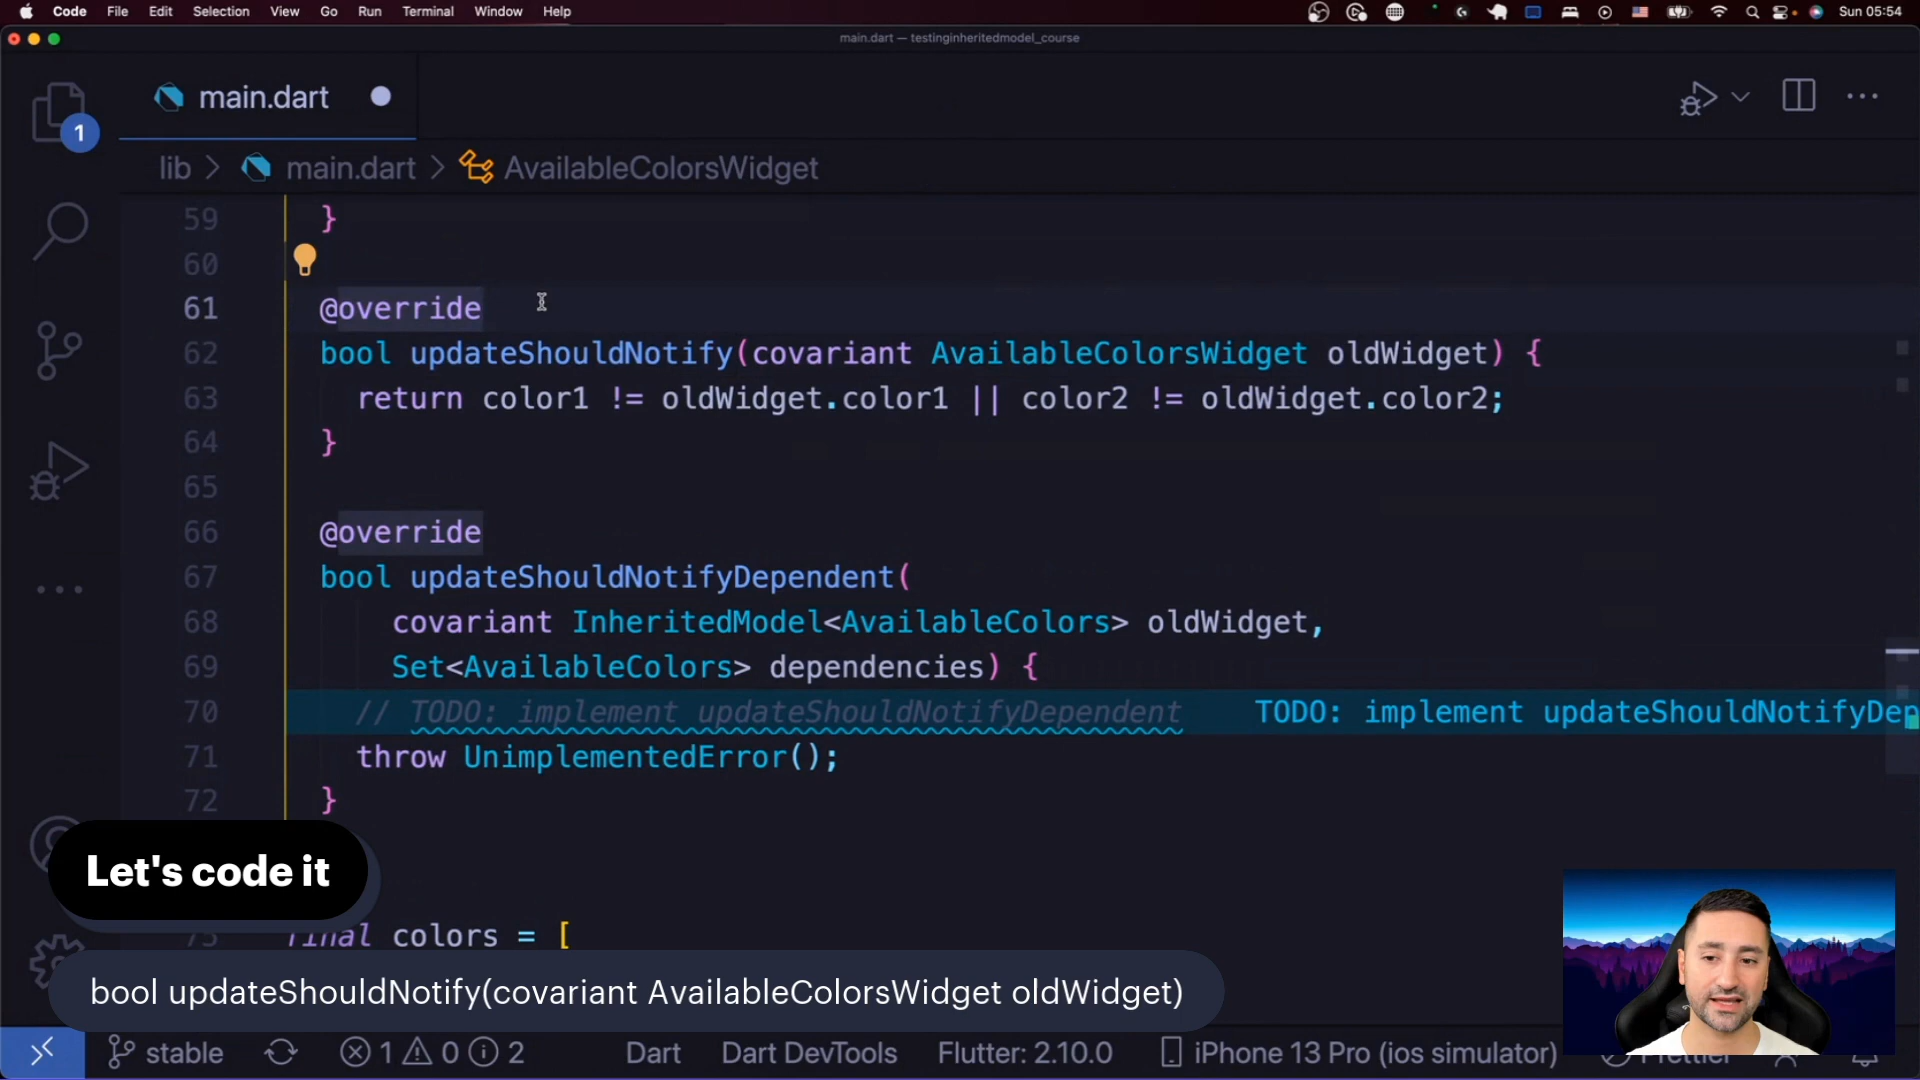 Code File Edit Selection View Go Run Terminal Window Help Sun 05:54
main.dart — testinginheritedmodel_course
main.dart
1
lib > main.dart > AvailableColorsWidget
59 }
60
61 @override
62 bool updateShouldNotify(covariant AvailableColorsWidget oldWidget) {
63 return color1 != oldWidget.color1 || color2 != oldWidget.color2;
64 }
65
66 @override
67 bool updateShouldNotifyDependent(
68 covariant InheritedModel<AvailableColors> oldWidget,
69 Set<AvailableColors> dependencies) {
70 // TODO: implement updateShouldNotifyDependent TODO: implement updateShouldNotifyDep
71 throw UnimplementedError();
72 }
Let's code it
75 final colors = [
bool updateShouldNotify(covariant AvailableColorsWidget oldWidget)
stable 1 0 2 Dart Dart DevTools Flutter: 2.10.0 iPhone 13 Pro (ios simulator) Prettier